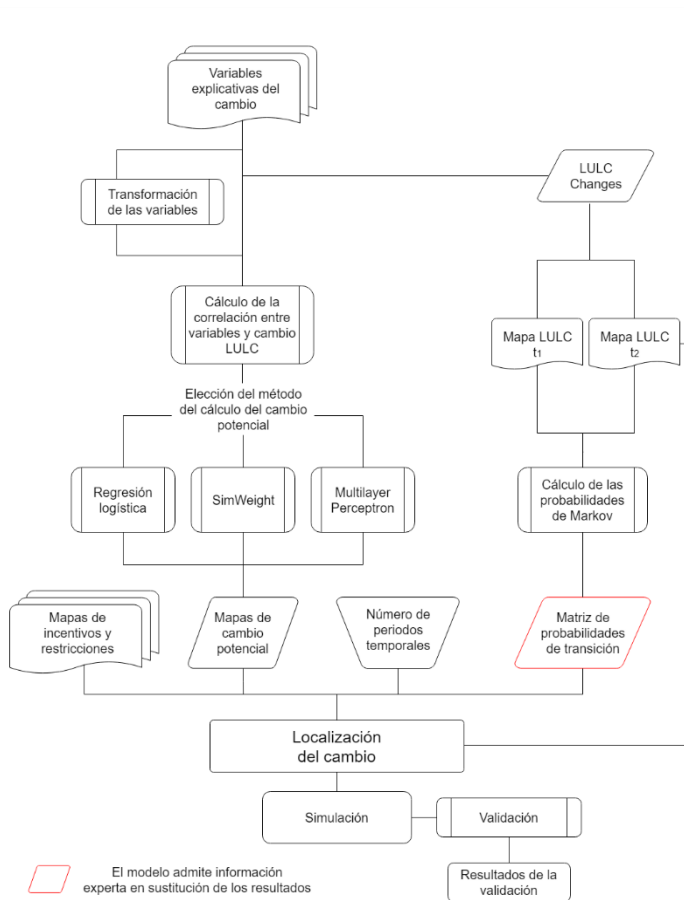 Variables
explicativas del
cambio
LULC
Changes
Transformación
de las variables
Cálculo de la
correlación entre
variables y cambio
LULC
Mapa LULC
t1
Mapa LULC
t2
Elección del método
del cálculo del cambio
potencial
Regresión
logística
SimWeight
Multilayer
Perceptron
Cálculo de las
probabilidades
de Markov
Mapas de
incentivos y
restricciones
Mapas de
cambio
potencial
Número de
periodos
temporales
Matriz de
probabilidades
de transición
Localización
del cambio
Simulación
Validación
Resultados de la
validación
El modelo admite información
experta en sustitución de los resultados